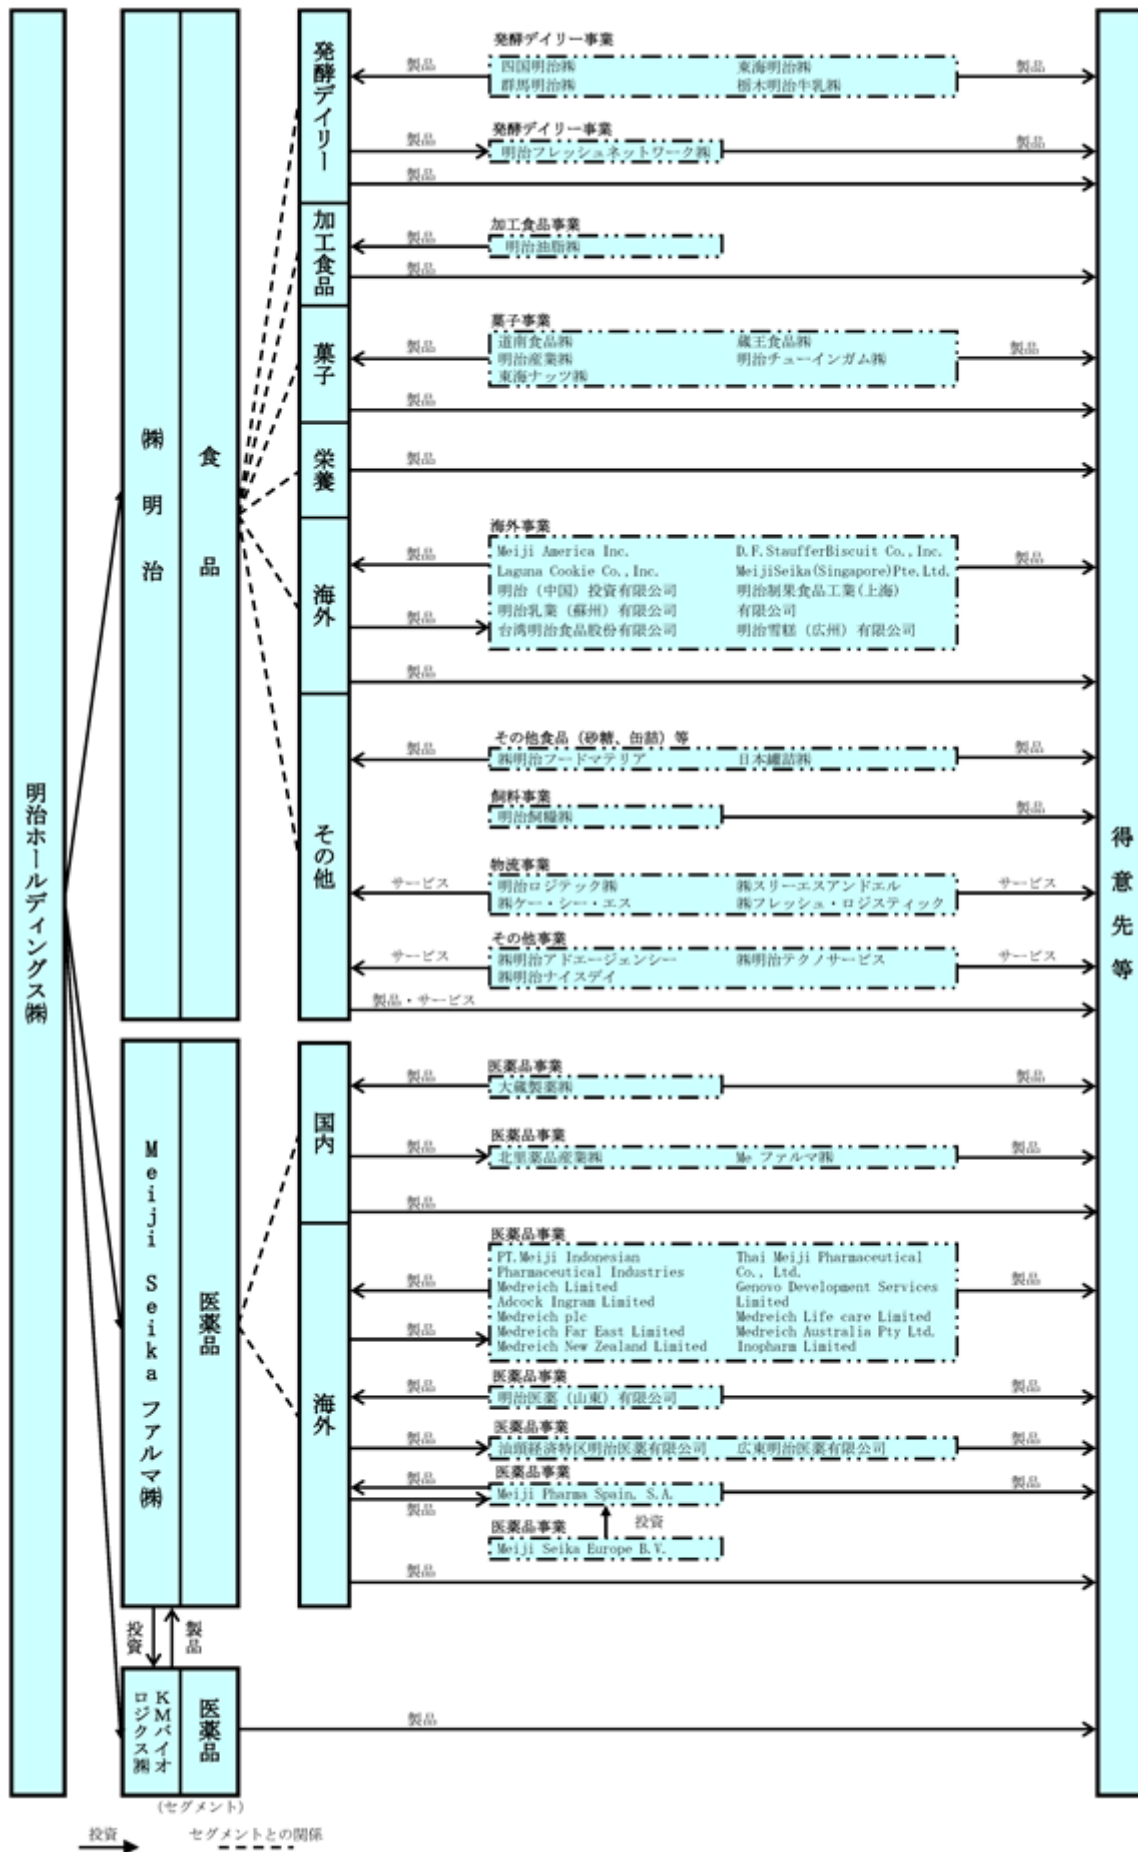 明治ホールディングス㈱
㈱明治
食品
発酵デイリー
発酵デイリー事業
製品
四国明治㈱
東海明治㈱
製品
群馬明治㈱
栃木明治牛乳㈱
発酵デイリー事業
製品
明治フレッシュネットワーク㈱
製品
製品
加工食品
加工食品事業
製品
明治油脂㈱
製品
菓子
菓子事業
製品
道南食品㈱
蔵王食品㈱
製品
明治産業㈱
明治チューインガム㈱
東海ナッツ㈱
製品
栄養
製品
海外
海外事業
製品
Meiji America Inc.
D.F.StaufferBiscuit Co.,Inc.
製品
Laguna Cookie Co.,Inc.
MeijiSeika(Singapore)Pte.Ltd.
明治（中国）投資有限公司
明治制果食品工業(上海)
明治乳業（蘇州）有限公司
有限公司
製品
台湾明治食品股份有限公司
明治雪糕（広州）有限公司
製品
その他
その他食品（砂糖、缶詰）等
製品
㈱明治フードマテリア
日本罐詰㈱
製品
飼料事業
明治飼糧㈱
製品
物流事業
サービス
明治ロジテック㈱
㈱スリーエスアンドエル
サービス
㈱ケー・シー・エス
㈱フレッシュ・ロジスティック
その他事業
サービス
㈱明治アドエージェンシー
㈱明治テクノサービス
サービス
㈱明治ナイスデイ
製品・サービス
得意先等
Meiji Seika ファルマ㈱
医薬品
国内
医薬品事業
製品
大蔵製薬㈱
製品
医薬品事業
製品
北里薬品産業㈱
Me ファルマ㈱
製品
製品
海外
医薬品事業
PT.Meiji Indonesian
Thai Meiji Pharmaceutical
Pharmaceutical Industries
Co., Ltd.
製品
Medreich Limited
Genovo Development Services
製品
Adcock Ingram Limited
Limited
Medreich plc
Medreich Life care Limited
製品
Medreich Far East Limited
Medreich Australia Pty Ltd.
Medreich New Zealand Limited
Inopharm Limited
医薬品事業
製品
明治医薬（山東）有限公司
製品
医薬品事業
製品
汕頭経済特区明治医薬有限公司
広東明治医薬有限公司
製品
医薬品事業
製品
Meiji Pharma Spain, S.A.
製品
製品
投資
医薬品事業
Meiji Seika Europe B.V.
製品
投資
製品
KMバイオ
ロジクス㈱
医薬品
製品
(セグメント)
投資
セグメントとの関係